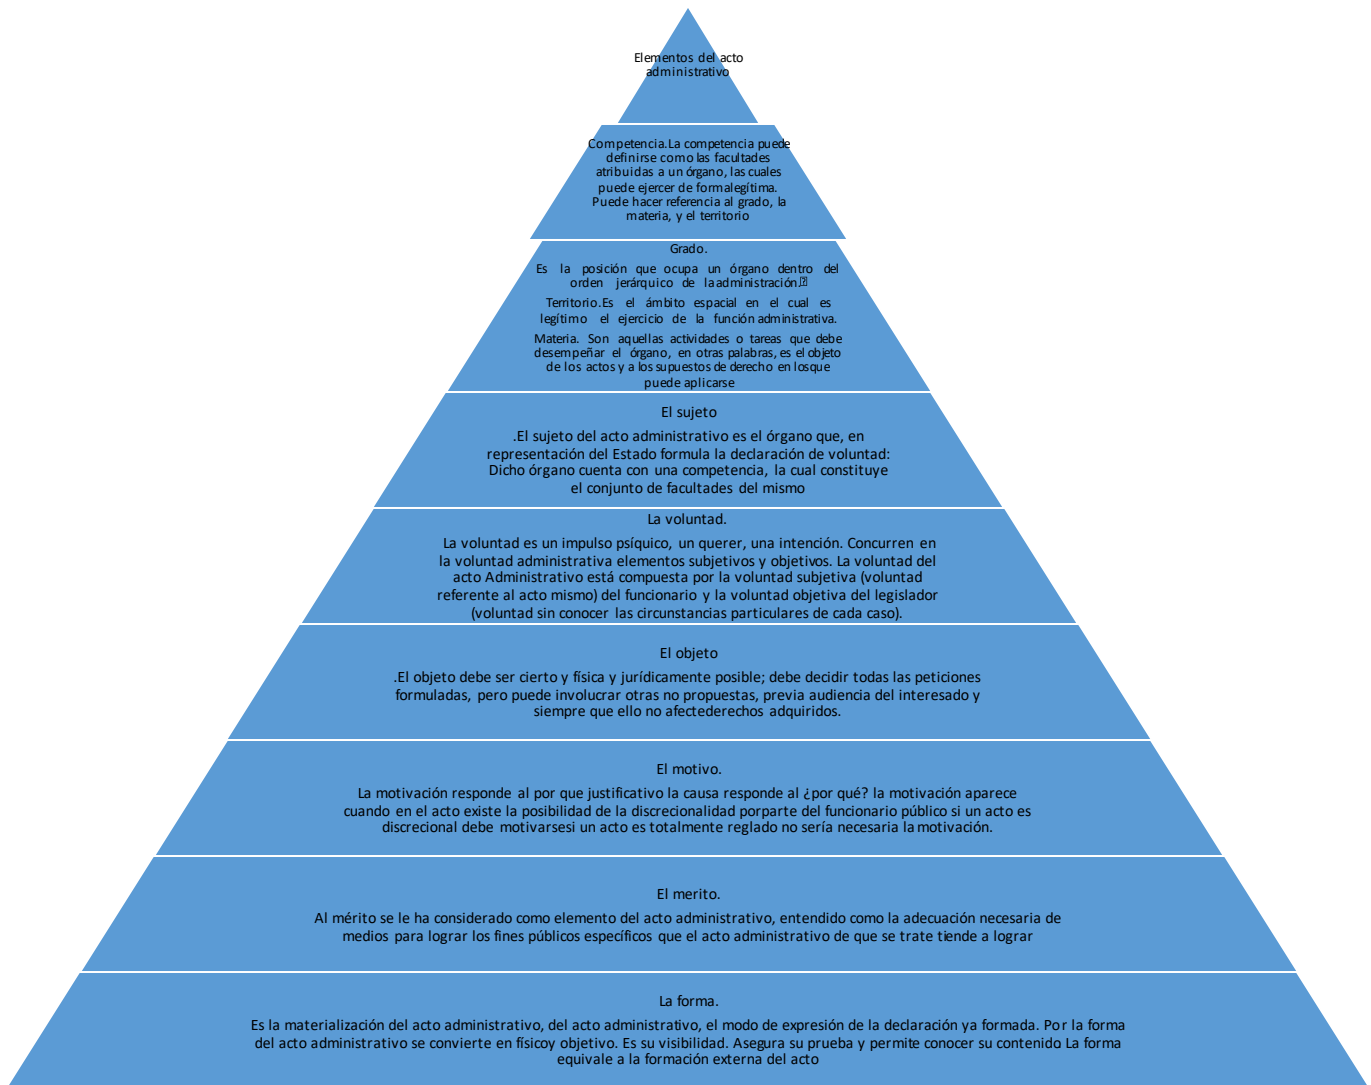 Elementos del acto
administrativo
Competencia.La competencia puede
definirse como las facultades
atribuidas a un órgano, las cuales
puede ejercer de formalegítima.
Puede hacer referencia al grado, la
materia, y el territorio
Grado.
Es la posición que ocupa un órgano dentro del
orden jerárquico de laadministración.
Territorio.Es el ámbito espacial en el cual es
legítimo el ejercicio de la función administrativa.
Materia. Son aquellas actividades o tareas que debe
desempeñar el órgano, en otras palabras, es el objeto
de los actos y a los supuestos de derecho en losque
puede aplicarse
El sujeto
.El sujeto del acto administrativo es el órgano que, en
representación del Estado formula la declaración de voluntad:
Dicho órgano cuenta con una competencia, la cual constituye
el conjunto de facultades del mismo
La voluntad.
La voluntad es un impulso psíquico, un querer, una intención. Concurren en
la voluntad administrativa elementos subjetivos y objetivos. La voluntad del
acto Administrativo está compuesta por la voluntad subjetiva (voluntad
referente al acto mismo) del funcionario y la voluntad objetiva del legislador
(voluntad sin conocer las circunstancias particulares de cada caso).
El objeto
.El objeto debe ser cierto y física y jurídicamente posible; debe decidir todas las peticiones
formuladas, pero puede involucrar otras no propuestas, previa audiencia del interesado y
siempre que ello no afectederechos adquiridos.
El motivo.
La motivación responde al por que justificativo la causa responde al ¿por qué? la motivación aparece
cuando en el acto existe la posibilidad de la discrecionalidad porparte del funcionario público si un acto es
discrecional debe motivarsesi un acto es totalmente reglado no sería necesaria la motivación.
El merito.
Al mérito se le ha considerado como elemento del acto administrativo, entendido como la adecuación necesaria de
medios para lograr los fines públicos específicos que el acto administrativo de que se trate tiende a lograr
La forma.
Es la materialización del acto administrativo, del acto administrativo, el modo de expresión de la declaración ya formada. Por la forma
del acto administrativo se convierte en físicoy objetivo. Es su visibilidad. Asegura su prueba y permite conocer su contenido. La forma
equivale a la formación externa del acto